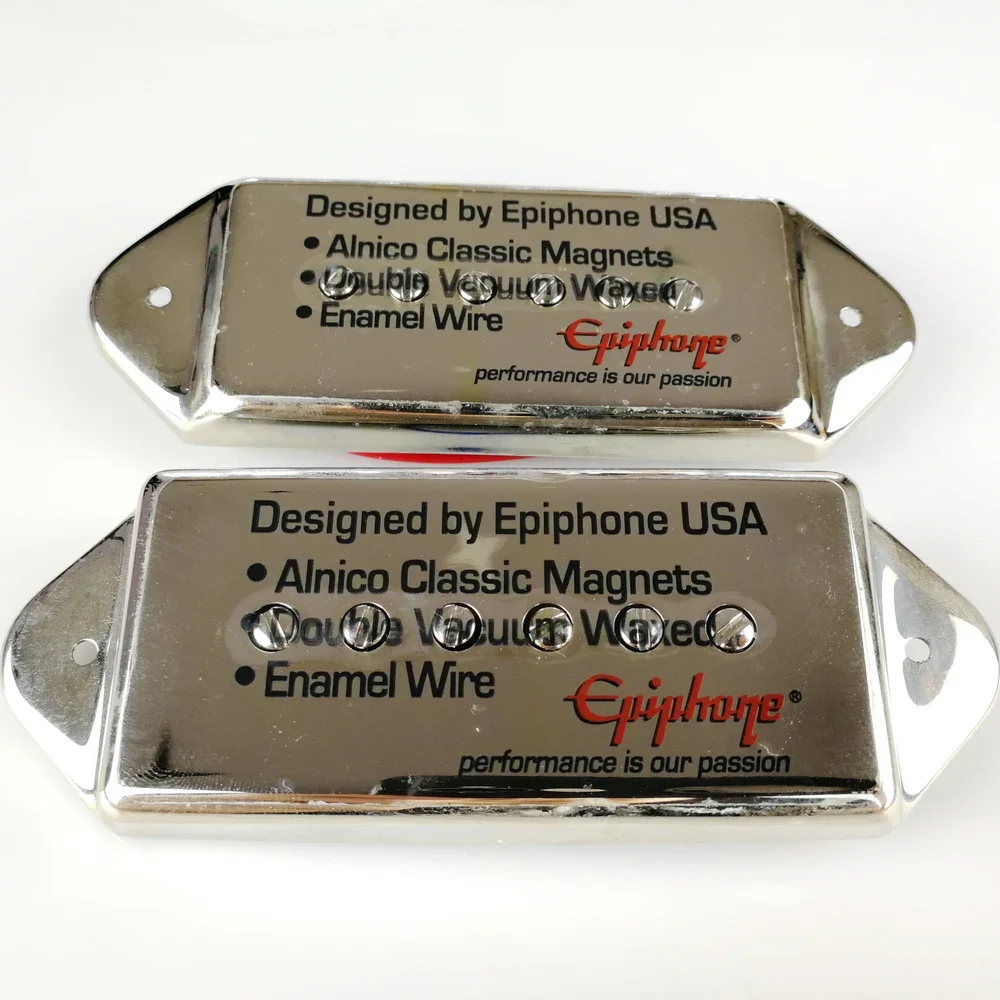 Designed by Epiphone USA
• Alnico Classic Magnets
• Double Vacuum Waxed
• Enamel Wire
Epiphone®
performance is our passion
Designed by Epiphone USA
• Alnico Classic Magnets
• Double Vacuum Waxed
• Enamel Wire
Epiphone®
performance is our passion